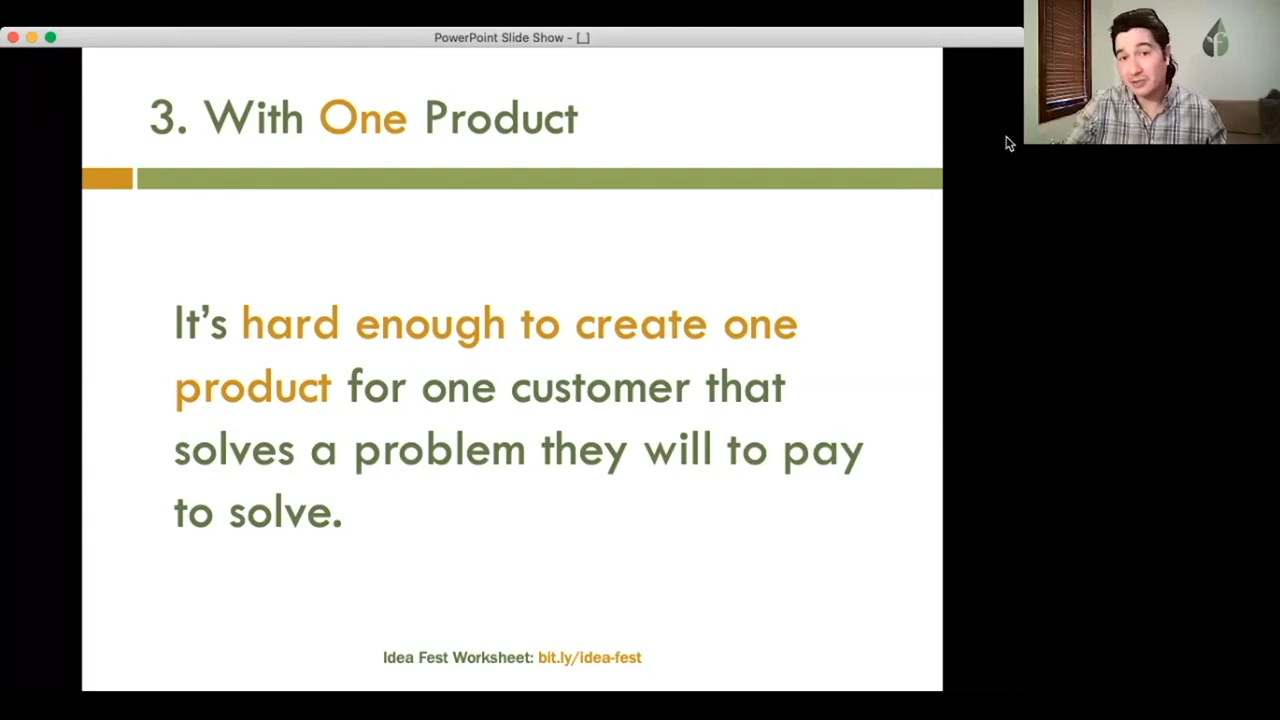 PowerPoint Slide Show - [_]
3. With One Product
It’s hard enough to create one
product for one customer that
solves a problem they will to pay
to solve.
Idea Fest Worksheet: bit.ly/idea-fest